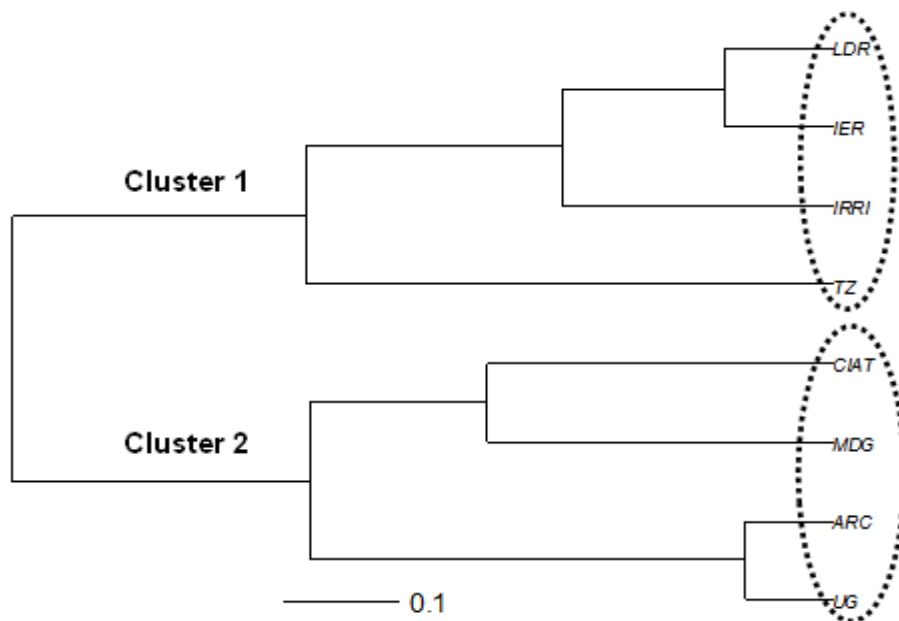 LDR
IER
Cluster 1
IRRI
TZ
CIAT
Cluster 2
MDG
ARC
UG
0.1